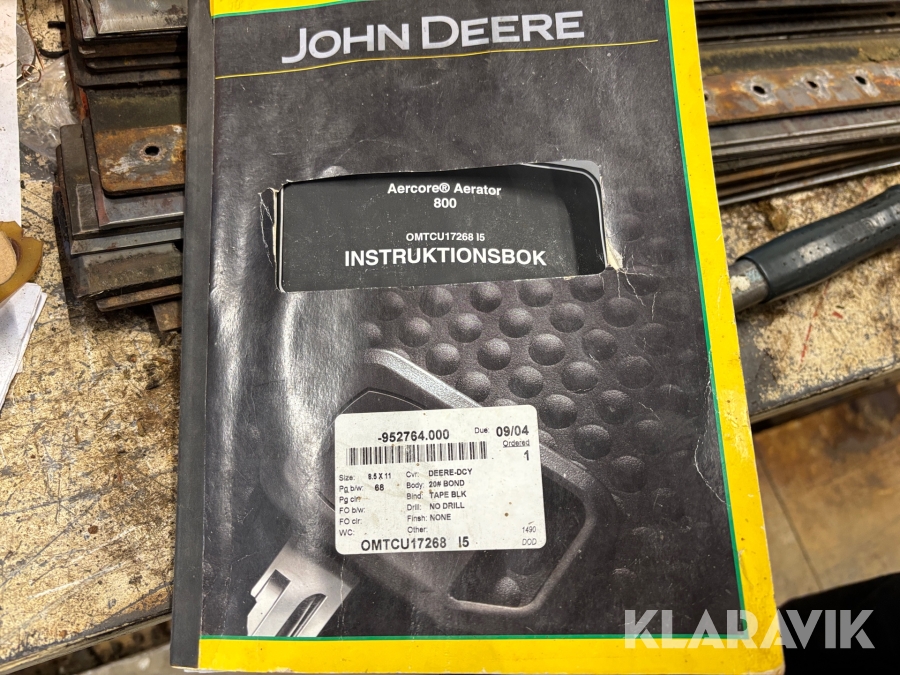 JOHN DEERE
Aercore® Aerator
800
OMTCU17268 I5
INSTRUKTIONSBOK
-952764.000 Due: 09/04
Ordered
1
Size: 8.5 X 11 Cvr: DEERE-DCY
Pg b/w: 68 Body: 20# BOND
Pg clr: Bind: TAPE BLK
FO b/w: Drill: NO DRILL
FO clr: Finsh: NONE
WC: Other: 1490
OMTCU17268 I5 DOD
KLARAVIK